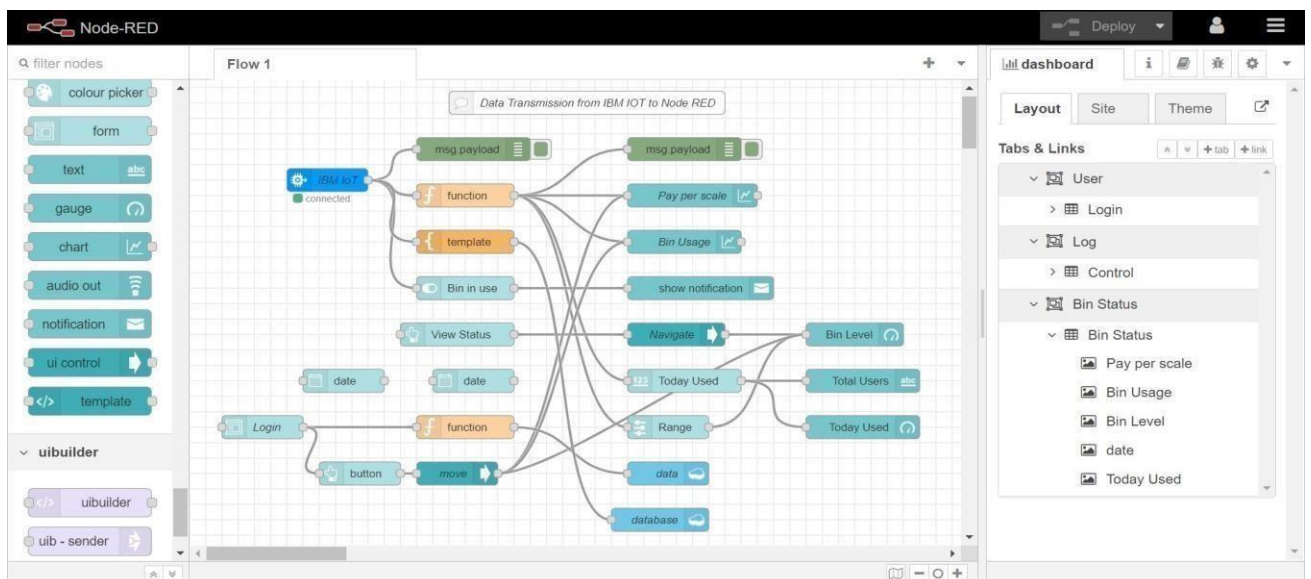 Node-RED
Deploy
filter nodes
colour picker
form
text
abc
gauge
chart
audio out
notification
ui control
</> template
uibuilder
</> uibuilder
uib - sender
Flow 1
Data Transmission from IBM IOT to Node RED
msg.payload
msg.payload
IBM IoT
connected
f function
Pay per scale
{ template
Bin Usage
Bin in use
show notification
View Status
Navigate
Bin Level
date
date
123 Today Used
Total Users abc
Login
f function
Range
Today Used
button
move
data
database
dashboard
i
Layout
Site
Theme
Tabs & Links
+ tab
+ link
User
Login
Log
Control
Bin Status
Bin Status
Pay per scale
Bin Usage
Bin Level
date
Today Used